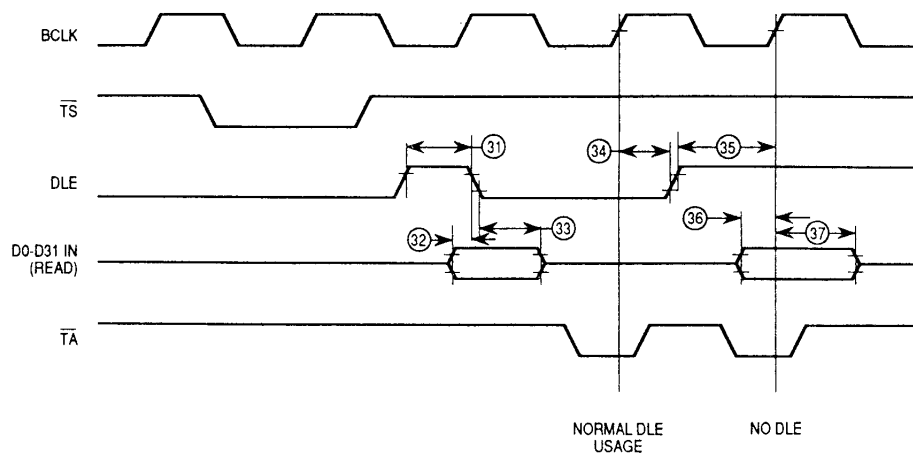 BCLK
TS
31
34
35
DLE
36
32
33
37
D0-D31 IN
(READ)
TA
NORMAL DLE
USAGE
NO DLE